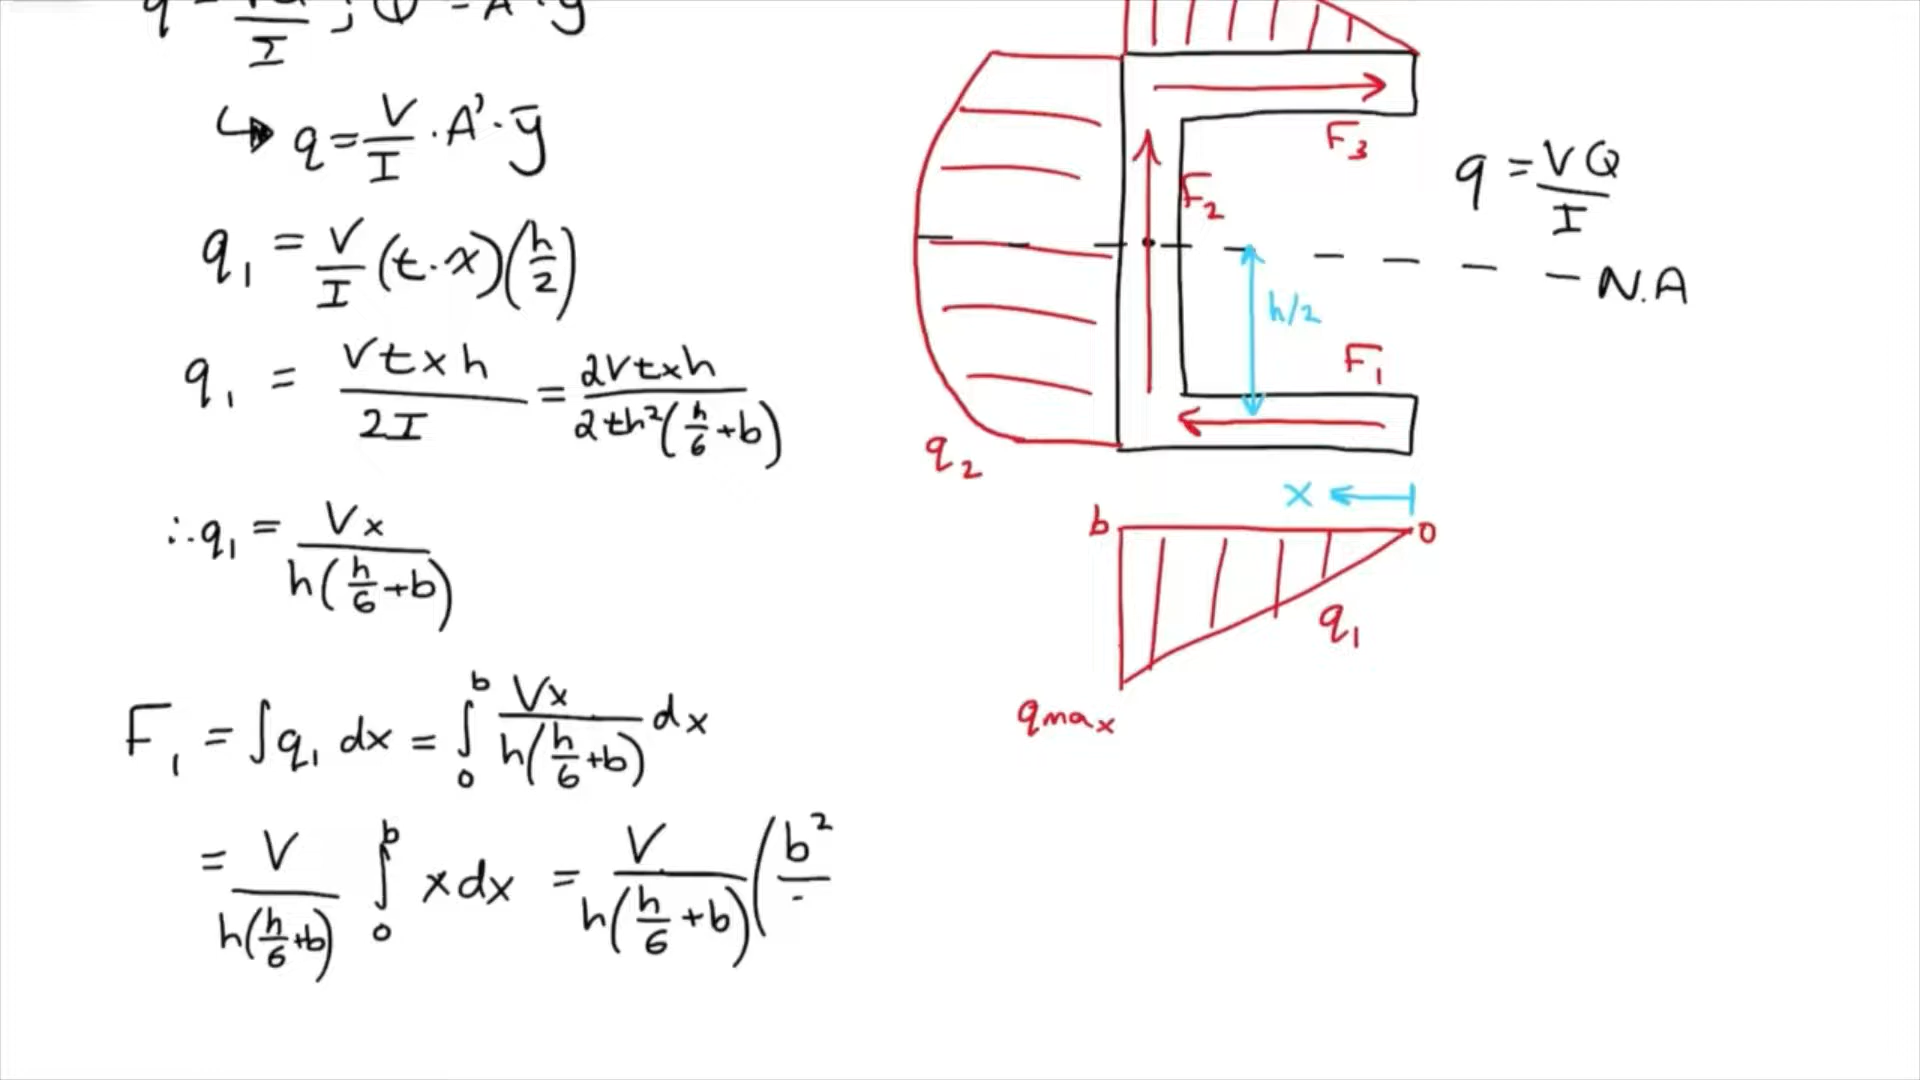 q = VQ/I ; Q = A'·ȳ
↳ q = V/I · A'·ȳ
q₁ = V/I (t·x)(h/2)
q₁ = Vtxh/2I = 2Vtxh/2th²(h/6+b)
∴ q₁ = Vx/h(h/6+b)
F₁ = ∫q₁ dx = ∫₀ᵇ Vx/h(h/6+b) dx
= V/h(h/6+b) ∫₀ᵇ x dx = V/h(h/6+b) (b²/
F₃
q = VQ/I
F₂
N.A
h/2
F₁
q₂
x
b
0
q₁
qmax